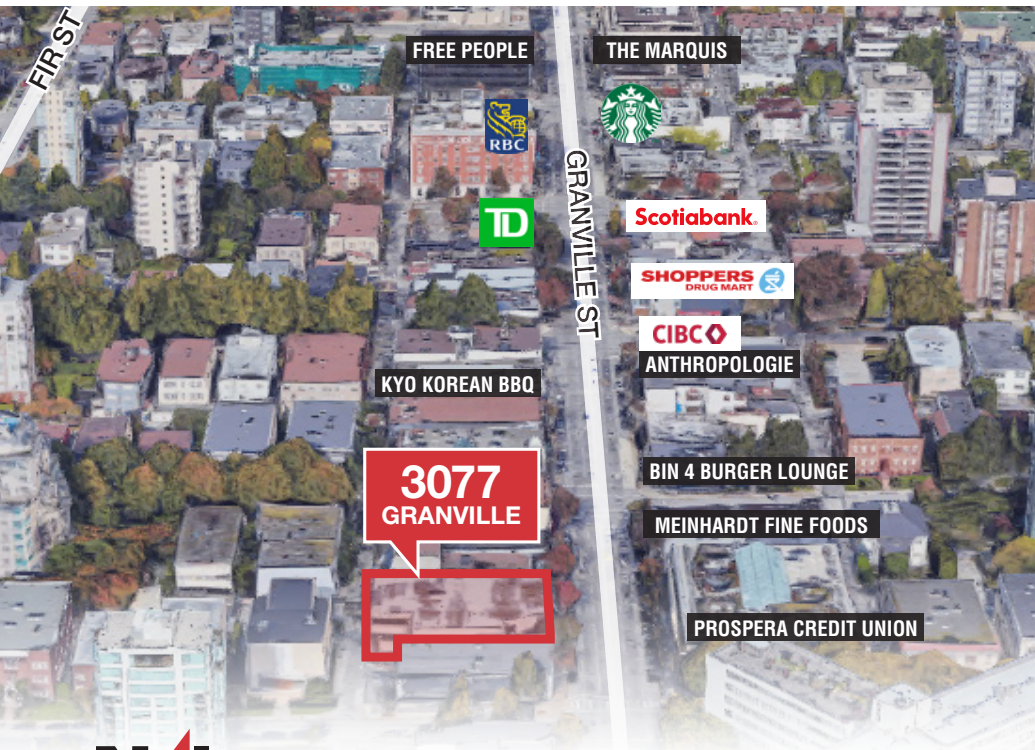 FIR ST
FREE PEOPLE
THE MARQUIS
RBC
GRANVILLE ST
TD
Scotiabank
SHOPPERS
DRUG MART
CIBC
ANTHROPOLOGIE
KYO KOREAN BBQ
BIN 4 BURGER LOUNGE
3077
GRANVILLE
MEINHARDT FINE FOODS
PROSPERA CREDIT UNION